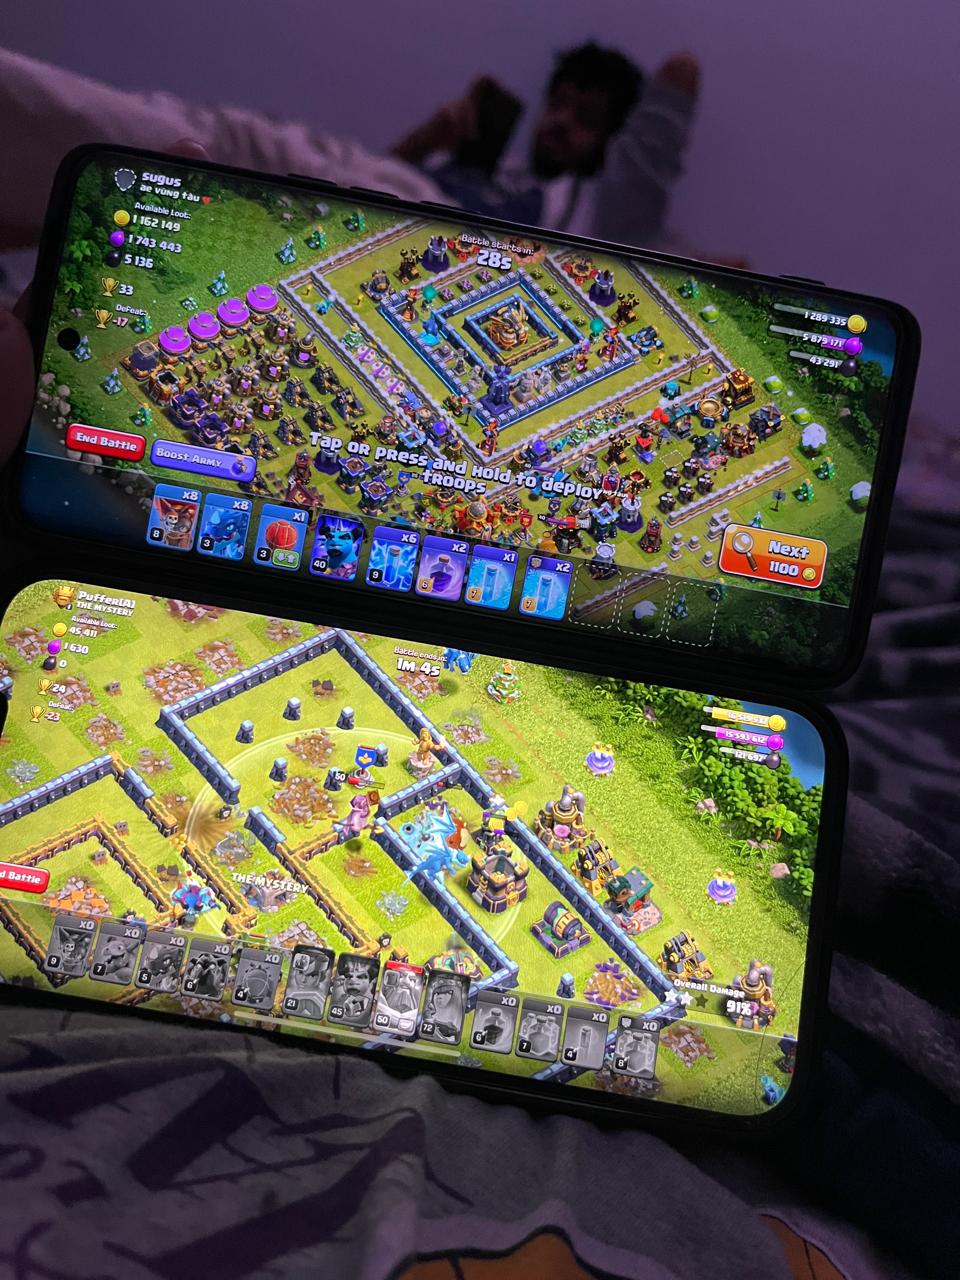 sugus
ae vũng tàu
Available Loot:
1 162 149
1 743 443
5 136
33
Defeat:
-17
Battle starts in:
28s
1 289 335
5 879 171
43 291
End Battle
Boost Army
Tap or press and hold to deploy
troops
Next
1100
x8
x8
x1
x6
x2
x1
x2
8
3
3
40
9
6
7
7
Puffer[A]
THE MYSTERY
Available Loot:
45 411
1 630
0
24
Defeat:
-23
Battle ends in:
1M 4s
15 593 612
121 697
50
THE MYSTERY
d Battle
Overall Damage
91%
x0
x0
x0
x0
x0
x0
x0
x0
x0
9
7
5
6
4
21
45
50
72
6
7
4
8